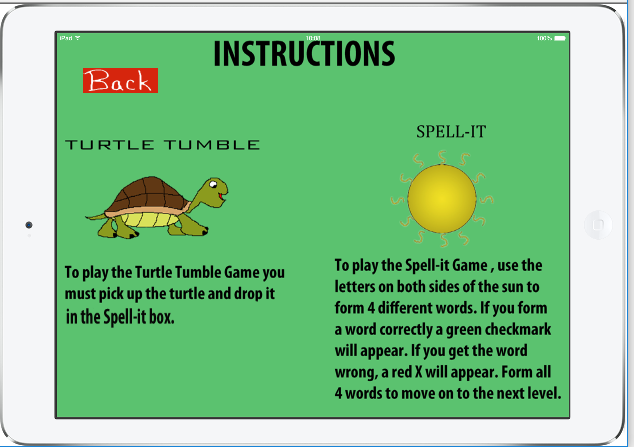 iPad
10:00
100%
INSTRUCTIONS
Back
TURTLE TUMBLE
To play the Turtle Tumble Game you
must pick up the turtle and drop it
in the Spell-it box.
SPELL-IT
To play the Spell-it Game , use the
letters on both sides of the sun to
form 4 different words. If you form
a word correctly a green checkmark
will appear. If you get the word
wrong, a red X will appear. Form all
4 words to move on to the next level.